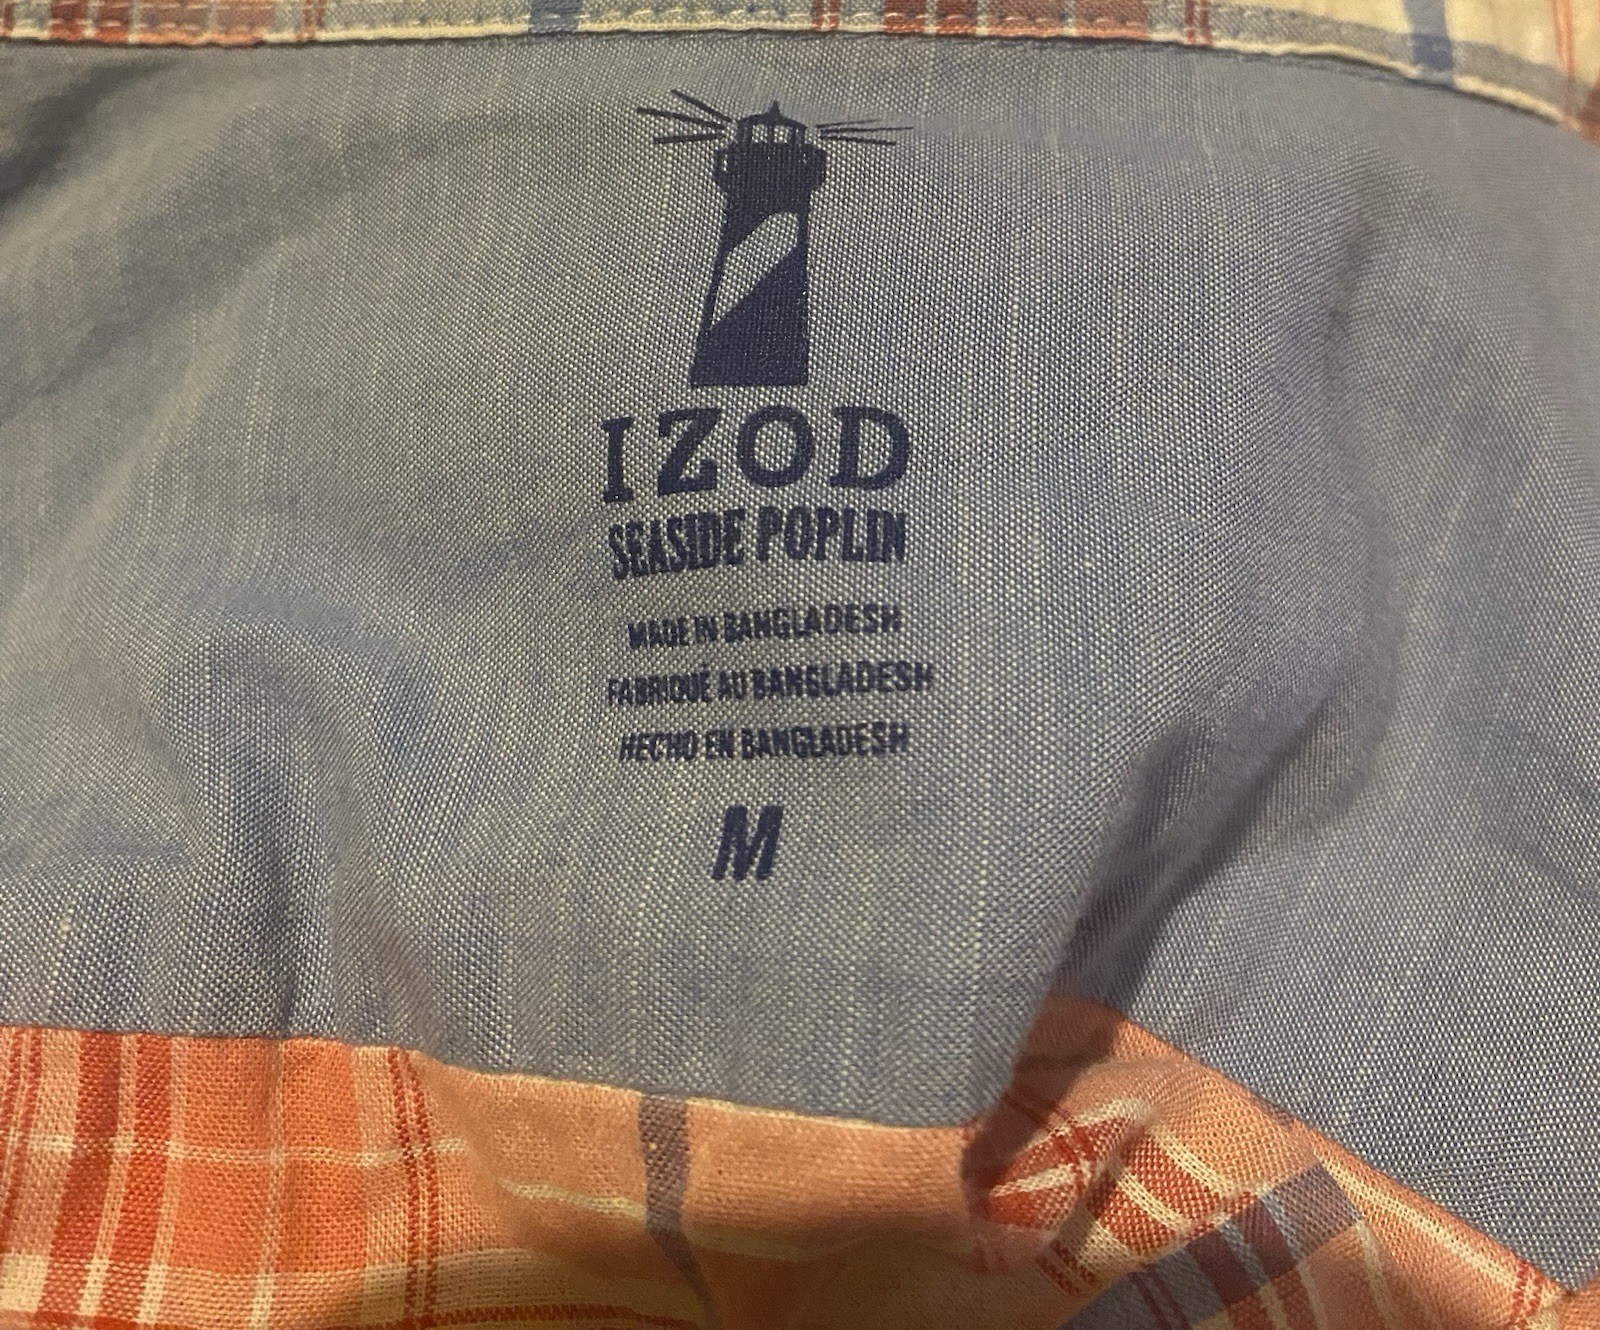 IZOD
SEASIDE POPLIN
MADE IN BANGLADESH
FABRIQUÉ AU BANGLADESH
HECHO EN BANGLADESH
M